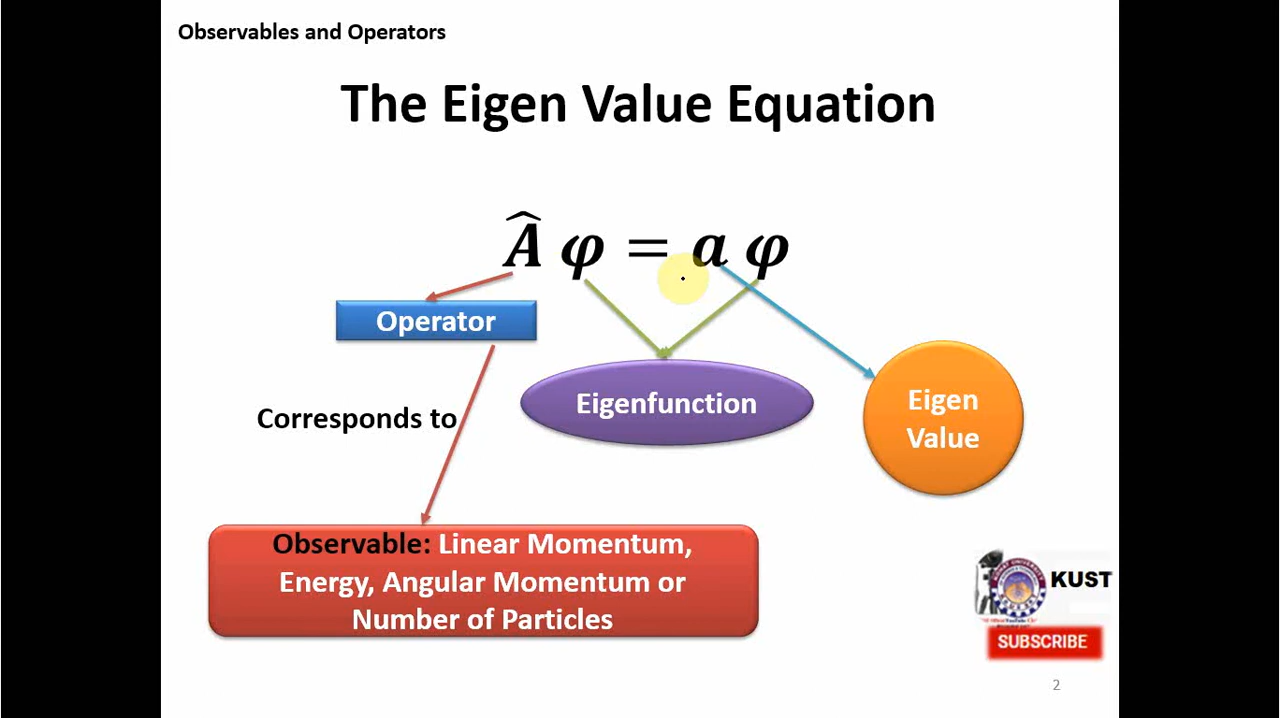 Observables and Operators
The Eigen Value Equation
Â φ = a φ
Operator
Eigenfunction
Eigen
Value
Corresponds to
Observable: Linear Momentum,
Energy, Angular Momentum or
Number of Particles
KUST
SUBSCRIBE
2